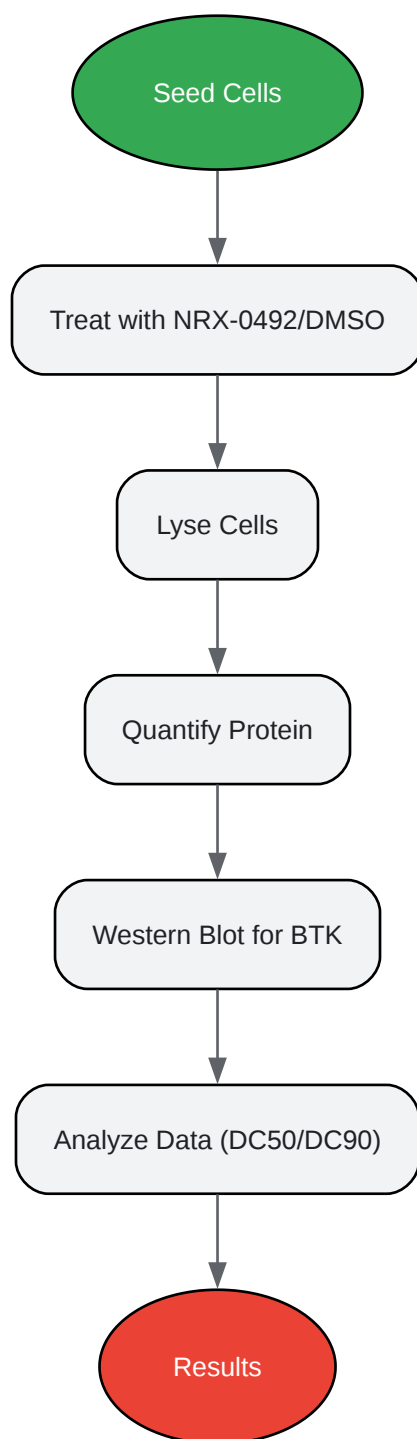 Seed Cells
Treat with NRX-0492/DMSO
Lyse Cells
Quantify Protein
Western Blot for BTK
Analyze Data (DC50/DC90)
Results